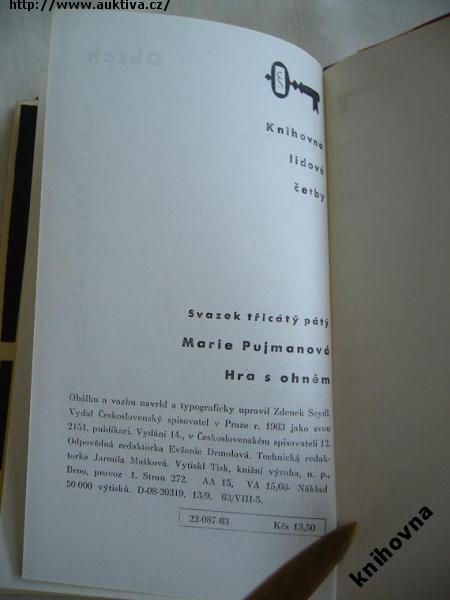 http://www.auktiva.cz/
Obsah
Knihovna
lidové
četby
Svazek třicátý pátý
Marie Pujmanová
Hra s ohněm
Obálku a vazbu navrhl a typograficky upravil Zdenek Seydl.
Vydal Československý spisovatel v Praze r. 1963 jako svou
2151. publikaci. Vydání 14., v Československém spisovateli 12.
Odpovědná redaktorka Evženie Drmolová. Technická redak-
torka Jarmila Mašková. Vytiskl Tisk, knižní výroba, n. p.,
Brno, provoz 1. Stran 272. AA 15, VA 15,66- Náklad
50 000 výtisků. D-08-20319. 13/9. 63/VIII-5.
22-087-63 Kčs 13,50
knihovna